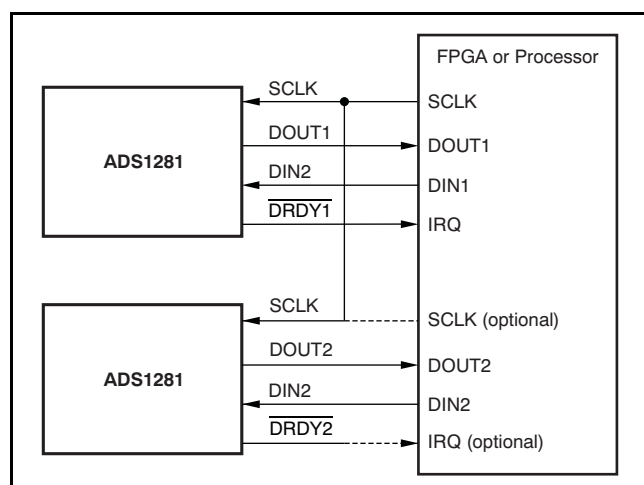 FPGA or Processor
SCLK SCLK
DOUT1 DOUT1
ADS1281
DIN2 DIN1
DRDY1 IRQ
SCLK SCLK (optional)
DOUT2 DOUT2
ADS1281
DIN2 DIN2
DRDY2 IRQ (optional)